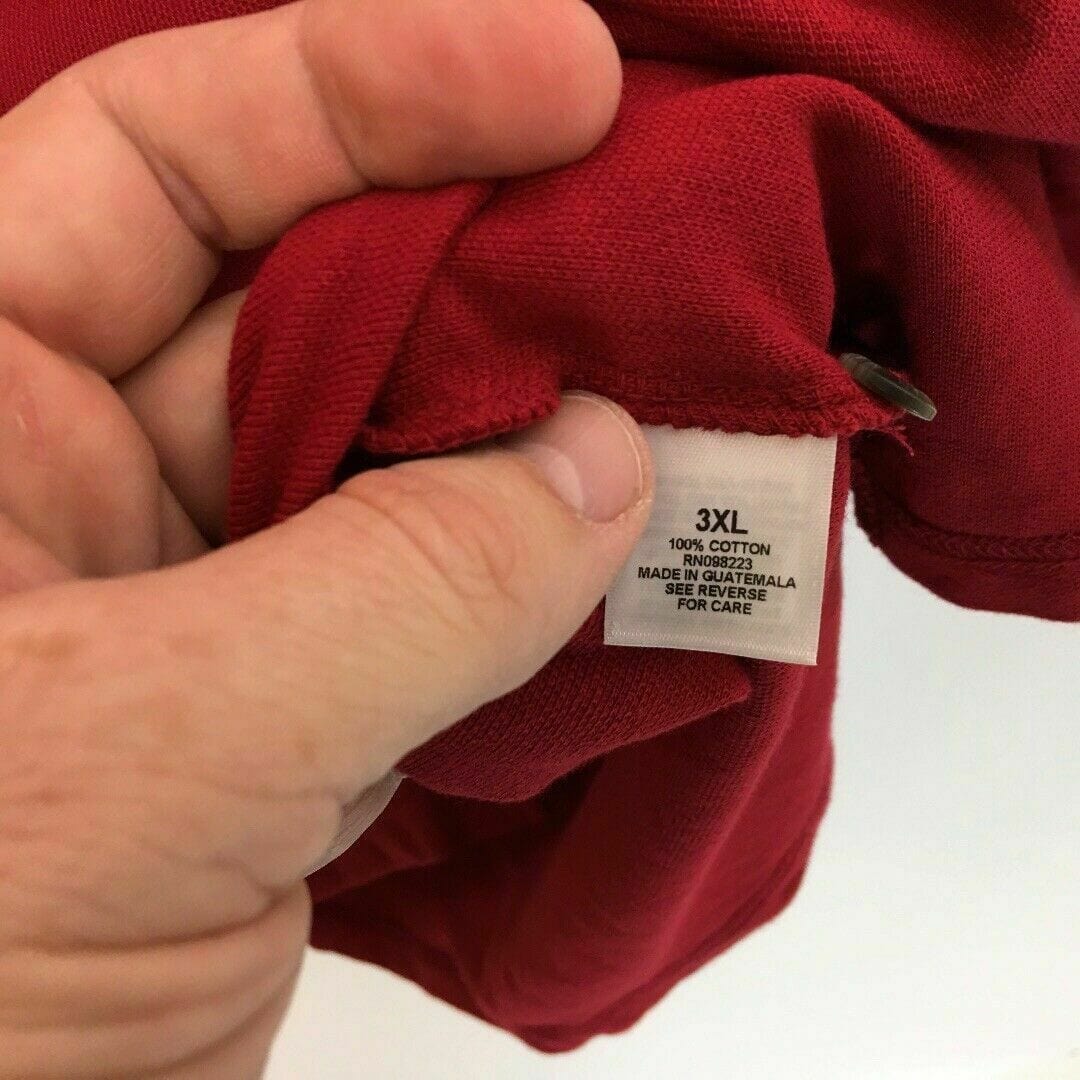 3XL
100% COTTON
RN098223
MADE IN GUATEMALA
SEE REVERSE
FOR CARE